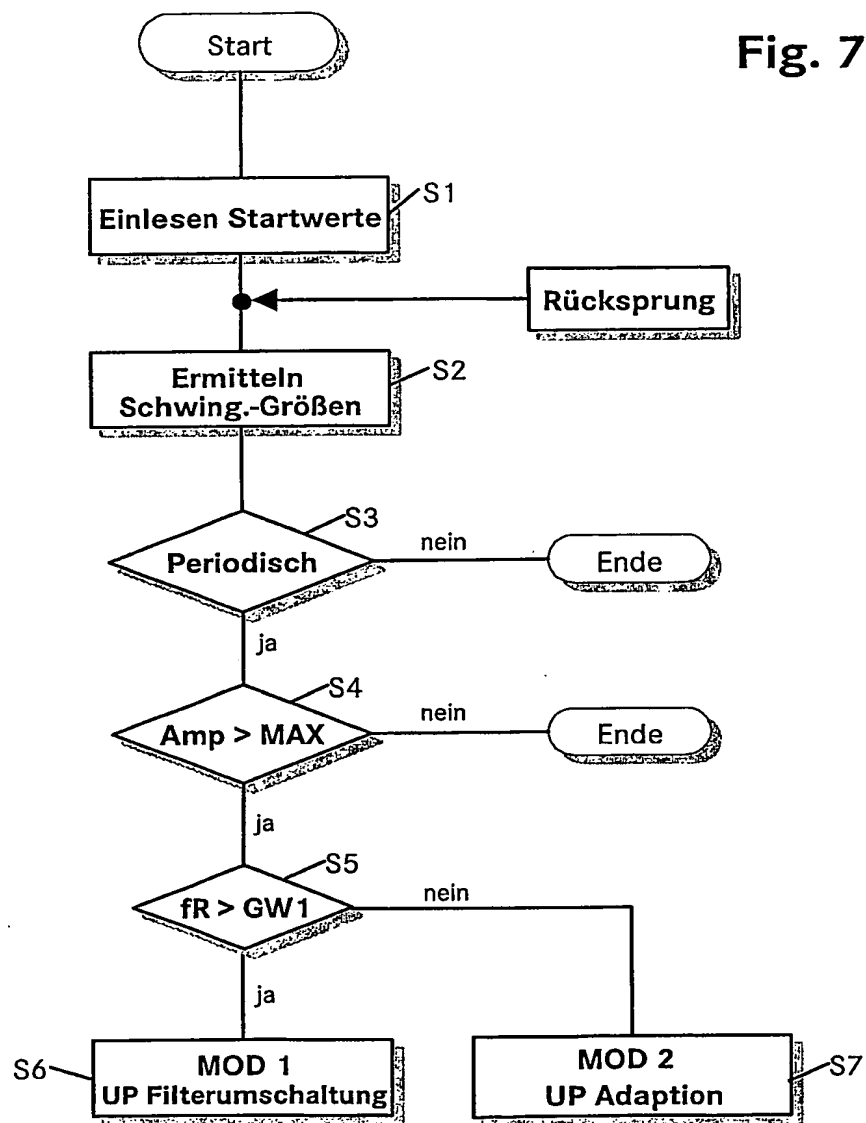 Start
Fig. 7
Einlesen Startwerte
S1
Rücksprung
Ermitteln
Schwing.-Größen
S2
Periodisch
S3
nein
Ende
ja
Amp > MAX
S4
nein
Ende
ja
fR > GW1
S5
nein
ja
S6
MOD 1
UP Filterumschaltung
MOD 2
UP Adaption
S7